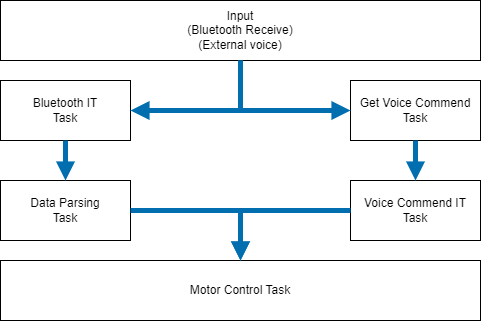 Input
(Bluetooth Receive)
(External voice)
Bluetooth IT
Task
Get Voice Commend
Task
Data Parsing
Task
Voice Commend IT
Task
Motor Control Task